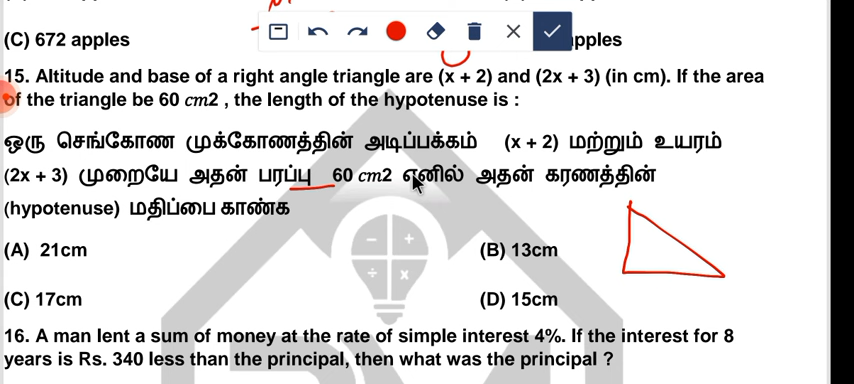 (C) 672 apples
pples
15. Altitude and base of a right angle triangle are (x + 2) and (2x + 3) (in cm). If the area
of the triangle be 60 cm2 , the length of the hypotenuse is :
ஒரு செங்கோண முக்கோணத்தின் அடிப்பக்கம் (x + 2) மற்றும் உயரம்
(2x + 3) முறையே அதன் பரப்பு 60 cm2 எனில் அதன் கரணத்தின்
(hypotenuse) மதிப்பை காண்க
(A) 21cm
(B) 13cm
(C) 17cm
(D) 15cm
16. A man lent a sum of money at the rate of simple interest 4%. If the interest for 8
years is Rs. 340 less than the principal, then what was the principal ?